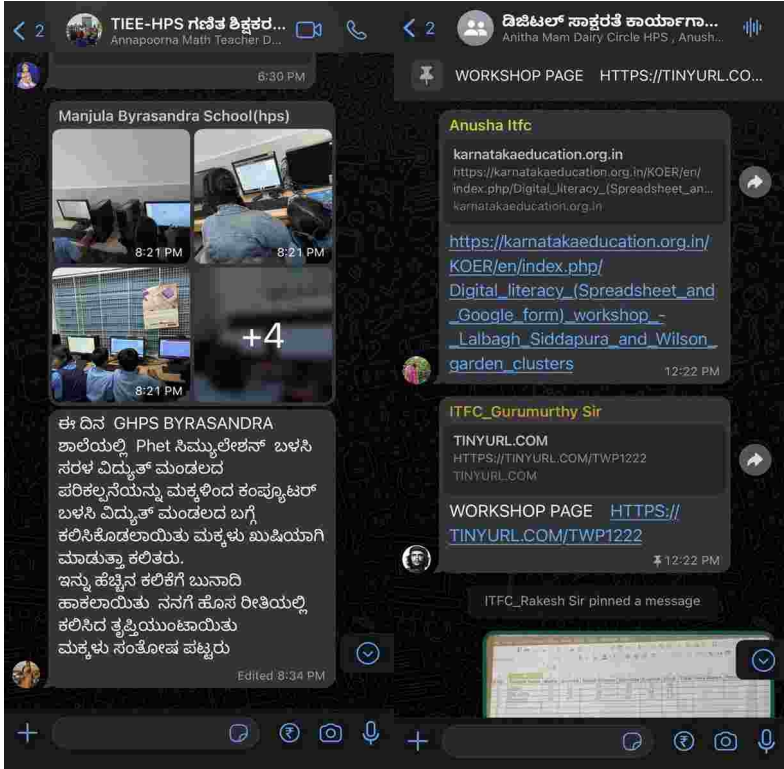 2
TIEE-HPS ಗಣಿತ ಶಿಕ್ಷಕರ...
Annapoorna Math Teacher D...
6:30 PM
Manjula Byrasandra School(hps)
8:21 PM
8:21 PM
8:21 PM
+4
ಈ ದಿನ GHPS BYRASANDRA
ಶಾಲೆಯಲ್ಲಿ Phet ಸಿಮ್ಯುಲೇಶನ್ ಬಳಸಿ
ಸರಳ ವಿದ್ಯುತ್ ಮಂಡಲದ
ಪರಿಕಲ್ಪನೆಯನ್ನು ಮಕ್ಕಳಿಂದ ಕಂಪ್ಯೂಟರ್
ಬಳಸಿ ವಿದ್ಯುತ್ ಮಂಡಲದ ಬಗ್ಗೆ
ಕಲಿಸಿಕೊಡಲಾಯಿತು ಮಕ್ಕಳು ಖುಷಿಯಾಗಿ
ಮಾಡುತ್ತಾ ಕಲಿತರು.
ಇನ್ನು ಹೆಚ್ಚಿನ ಕಲಿಕೆಗೆ ಬುನಾದಿ
ಹಾಕಲಾಯಿತು ನನಗೆ ಹೊಸ ರೀತಿಯಲ್ಲಿ
ಕಲಿಸಿದ ತೃಪ್ತಿಯುಂಟಾಯಿತು
ಮಕ್ಕಳು ಸಂತೋಷ ಪಟ್ಟರು
Edited 8:34 PM
2
ಡಿಜಿಟಲ್ ಸಾಕ್ಷರತೆ ಕಾರ್ಯಾಗಾ...
Anitha Mam Dairy Circle HPS , Anush...
WORKSHOP PAGE HTTPS://TINYURL.CO...
Anusha Itfc
karnatakaeducation.org.in
https://karnatakaeducation.org.in/KOER/en/
index.php/Digital_literacy_(Spreadsheet_an...
karnatakaeducation.org.in
https://karnatakaeducation.org.in/
KOER/en/index.php/
Digital_literacy_(Spreadsheet_and
_Google_form)_workshop_-
_Lalbagh_Siddapura_and_Wilson_
garden_clusters
12:22 PM
ITFC_Gurumurthy Sir
TINYURL.COM
HTTPS://TINYURL.COM/TWP1222
TINYURL.COM
WORKSHOP PAGE HTTPS://
TINYURL.COM/TWP1222
12:22 PM
ITFC_Rakesh Sir pinned a message